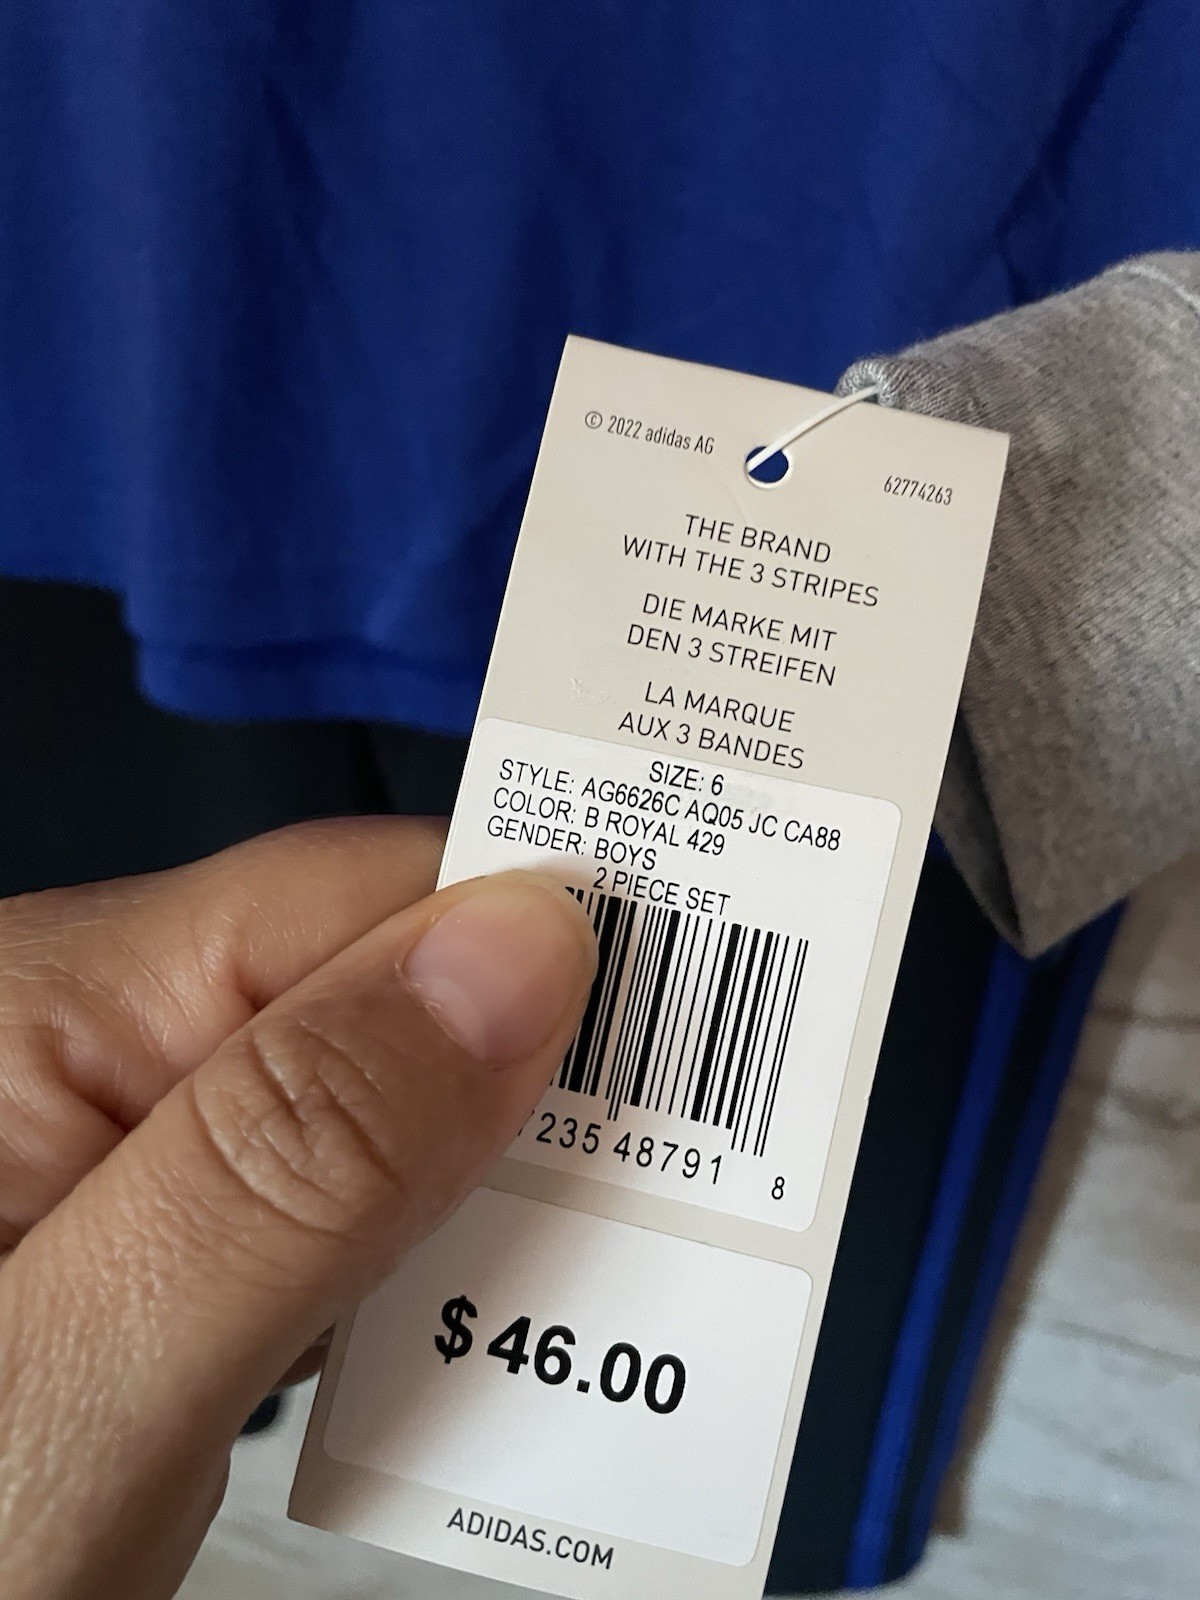 © 2022 adidas AG
62774263
THE BRAND
WITH THE 3 STRIPES
DIE MARKE MIT
DEN 3 STREIFEN
LA MARQUE
AUX 3 BANDES
SIZE: 6
STYLE: AG6626C AQ05 JC CA88
COLOR: B ROYAL 429
GENDER: BOYS
2 PIECE SET
235 48791 8
$ 46.00
ADIDAS.COM